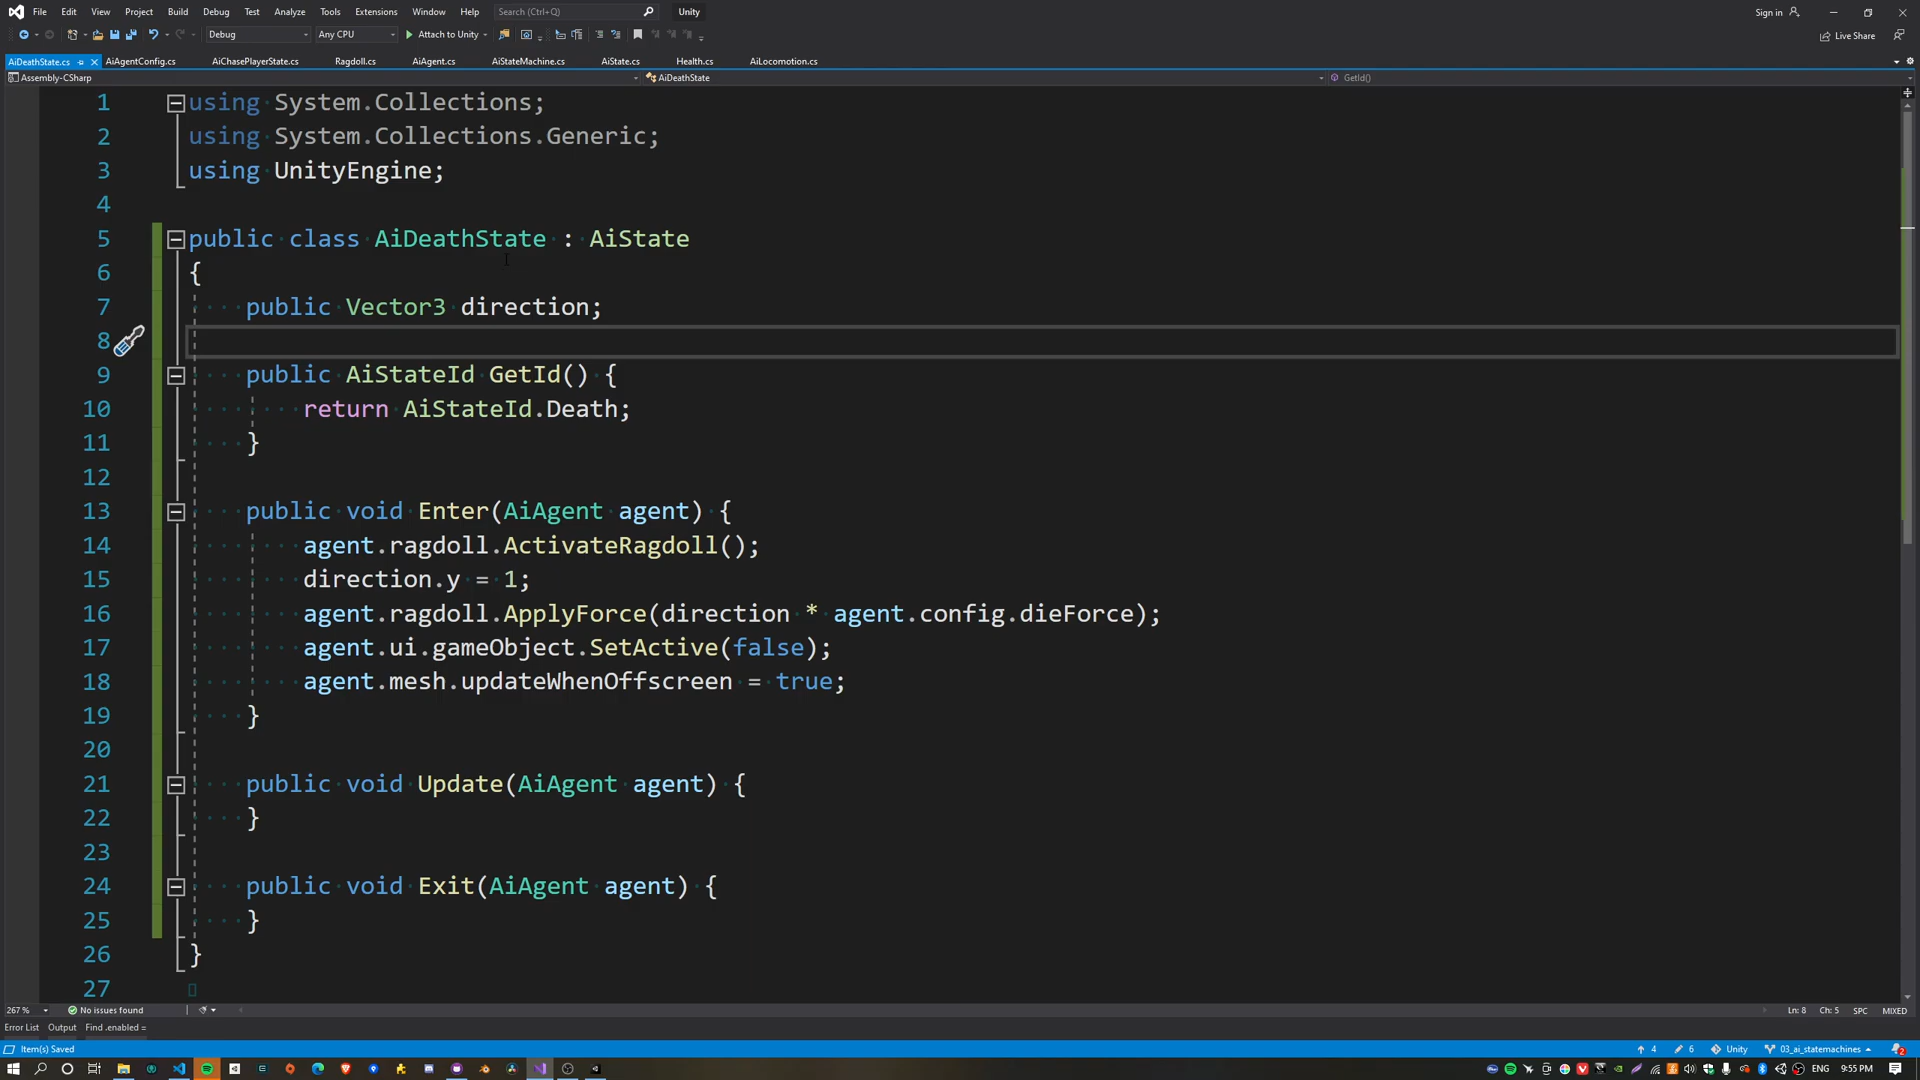 File Edit View Project Build Debug Test Analyze Tools Extensions Window Help Search (Ctrl+Q) Unity Sign in
Debug Any CPU Attach to Unity Live Share
AiDeathState.cs AiAgentConfig.cs AiChasePlayerState.cs Ragdoll.cs AiAgent.cs AiStateMachine.cs AiState.cs Health.cs AiLocomotion.cs
Assembly-CSharp AiDeathState GetId()
1 using System.Collections;
2 using System.Collections.Generic;
3 using UnityEngine;
4
5 public class AiDeathState : AiState
6 {
7 public Vector3 direction;
8
9 public AiStateId GetId() {
10 return AiStateId.Death;
11 }
12
13 public void Enter(AiAgent agent) {
14 agent.ragdoll.ActivateRagdoll();
15 direction.y = 1;
16 agent.ragdoll.ApplyForce(direction * agent.config.dieForce);
17 agent.ui.gameObject.SetActive(false);
18 agent.mesh.updateWhenOffscreen = true;
19 }
20
21 public void Update(AiAgent agent) {
22 }
23
24 public void Exit(AiAgent agent) {
25 }
26 }
27
267 % No issues found Ln: 8 Ch: 5 SPC MIXED
Error List Output Find .enabled =
Item(s) Saved 4 6 Unity 03_ai_statemachines 2
ENG 9:55 PM